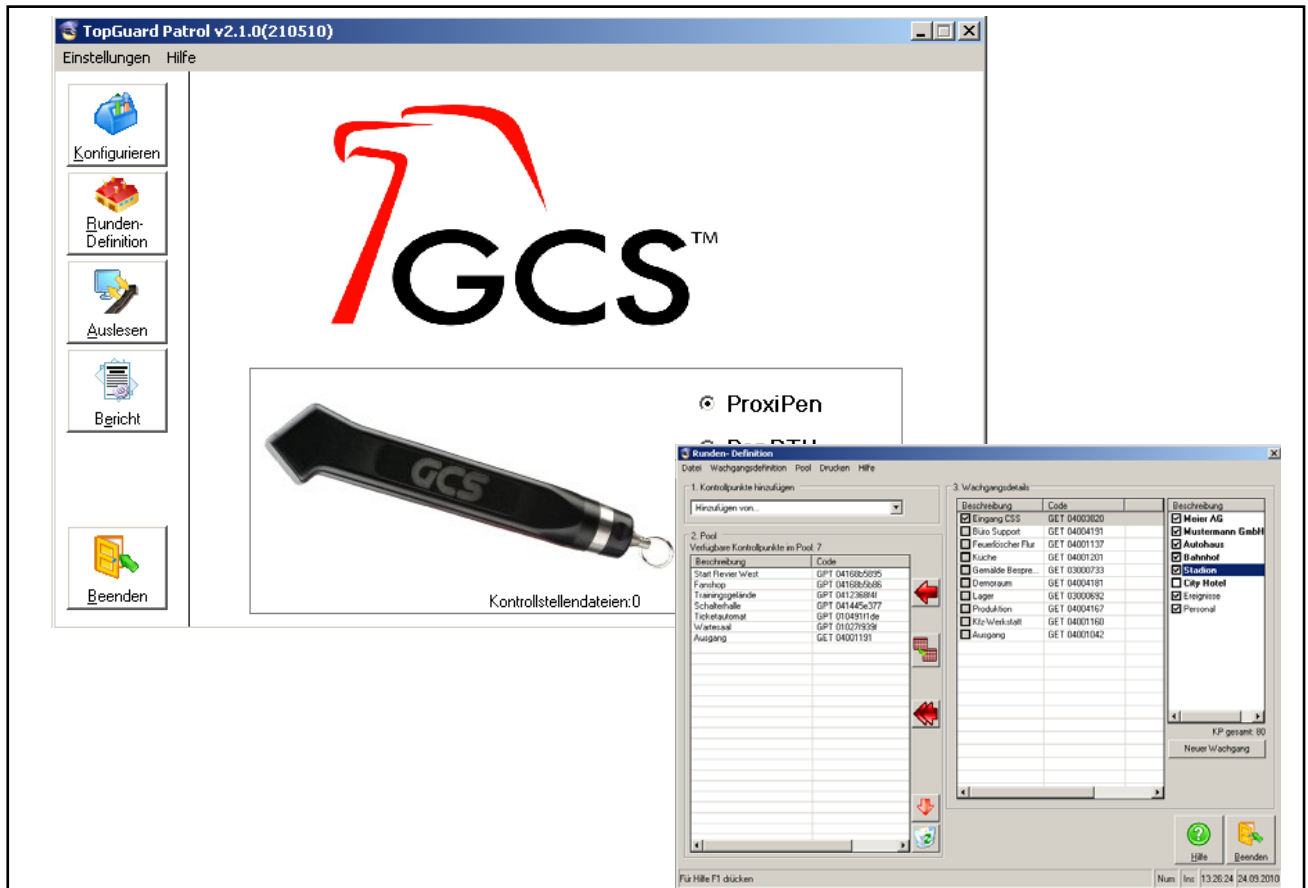 TopGuard Patrol v2.1.0(210510)
Einstellungen Hilfe
Konfigurieren
Runden-
Definition
Auslesen
Bericht
Beenden
GCS™
GCS
ProxiPen
Kontrollstellendateien:0
Runden- Definition
Datei Wachgangsdefinition Pool Drucken Hilfe
1. Kontrollpunkte hinzufügen
Hinzufügen von...
2. Pool
Verfügbare Kontrollpunkte im Pool: 7
Beschreibung Code
Start Revier West GPT 04168b5895
Fanshop GPT 04168b5b86
Trainingsgelände GPT 0412368f4f
Schalterhalle GPT 041445e377
Ticketautomat GPT 010491f1de
Wartesaal GPT 01027f939f
Ausgang GET 04001191
3. Wachgangsdetails
Beschreibung Code
Eingang CSS GET 04003820
Büro Support GET 04004191
Feuerlöscher Flur GET 04001137
Küche GET 04001201
Gemälde Bespre... GET 03000733
Demoraum GET 04004181
Lager GET 03000692
Produktion GET 04004167
Kfz-Werkstatt GET 04001160
Ausgang GET 04001042
Beschreibung
Meier AG
Mustermann GmbH
Autohaus
Bahnhof
Stadion
City Hotel
Ereignisse
Personal
KP gesamt: 80
Neuer Wachgang
Hilfe
Beenden
Für Hilfe F1 drücken
Num Ins 13:26:24 24.09.2010